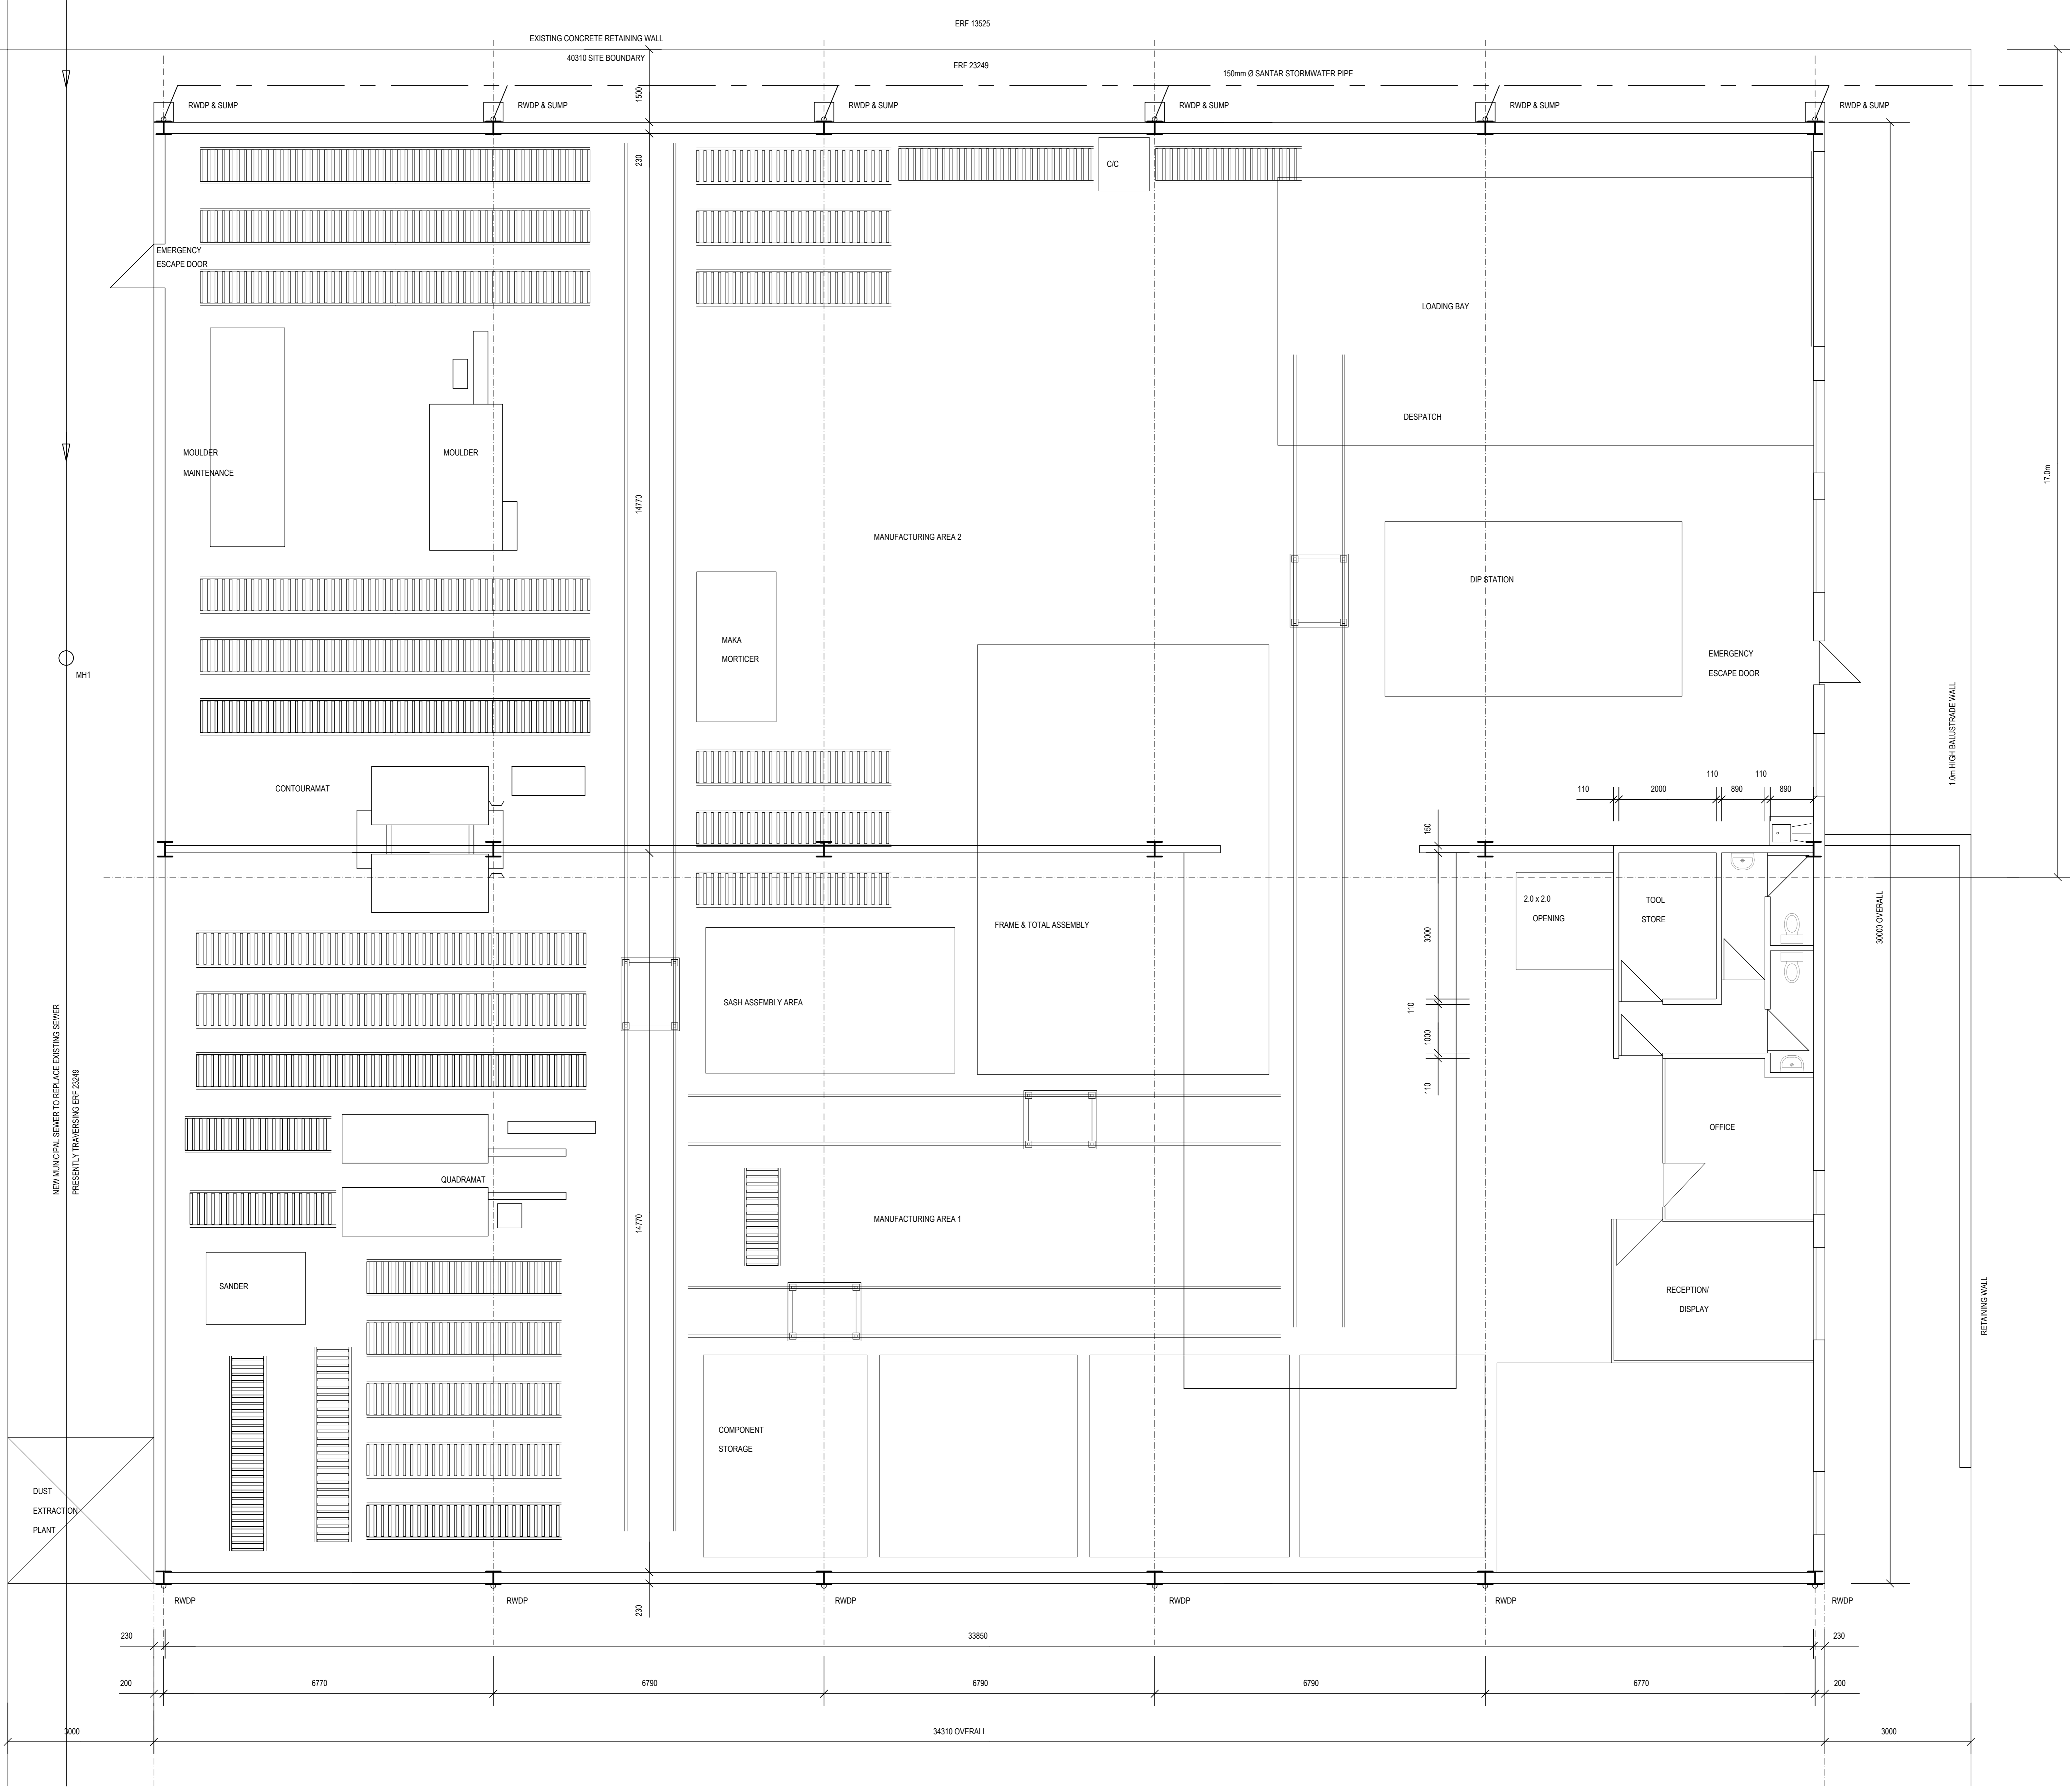 ERF 13525
EXISTING CONCRETE RETAINING WALL
40310 SITE BOUNDARY
ERF 23249
150mm Ø SANTAR STORMWATER PIPE
1500
RWDP & SUMP
RWDP & SUMP
RWDP & SUMP
RWDP & SUMP
RWDP & SUMP
RWDP & SUMP
230
C/C
EMERGENCY
ESCAPE DOOR
LOADING BAY
DESPATCH
MOULDER
MAINTENANCE
MOULDER
14770
17.0m
MANUFACTURING AREA 2
DIP STATION
MAKA
MORTICER
EMERGENCY
ESCAPE DOOR
MH1
1.0m HIGH BALUSTRADE WALL
CONTOURAMAT
110
2000
110
890
110
890
150
2.0 x 2.0
OPENING
TOOL
STORE
FRAME & TOTAL ASSEMBLY
3000
30000 OVERALL
SASH ASSEMBLY AREA
110
1000
110
NEW MUNICIPAL SEWER TO REPLACE EXISTING SEWER
PRESENTLY TRAVERSING ERF 23249
OFFICE
QUADRAMAT
14770
MANUFACTURING AREA 1
SANDER
RECEPTION/
DISPLAY
RETAINING WALL
COMPONENT
STORAGE
DUST
EXTRACTION
PLANT
RWDP
RWDP
RWDP
RWDP
RWDP
RWDP
230
230
33850
230
200
6770
6790
6790
6790
6770
200
3000
34310 OVERALL
3000